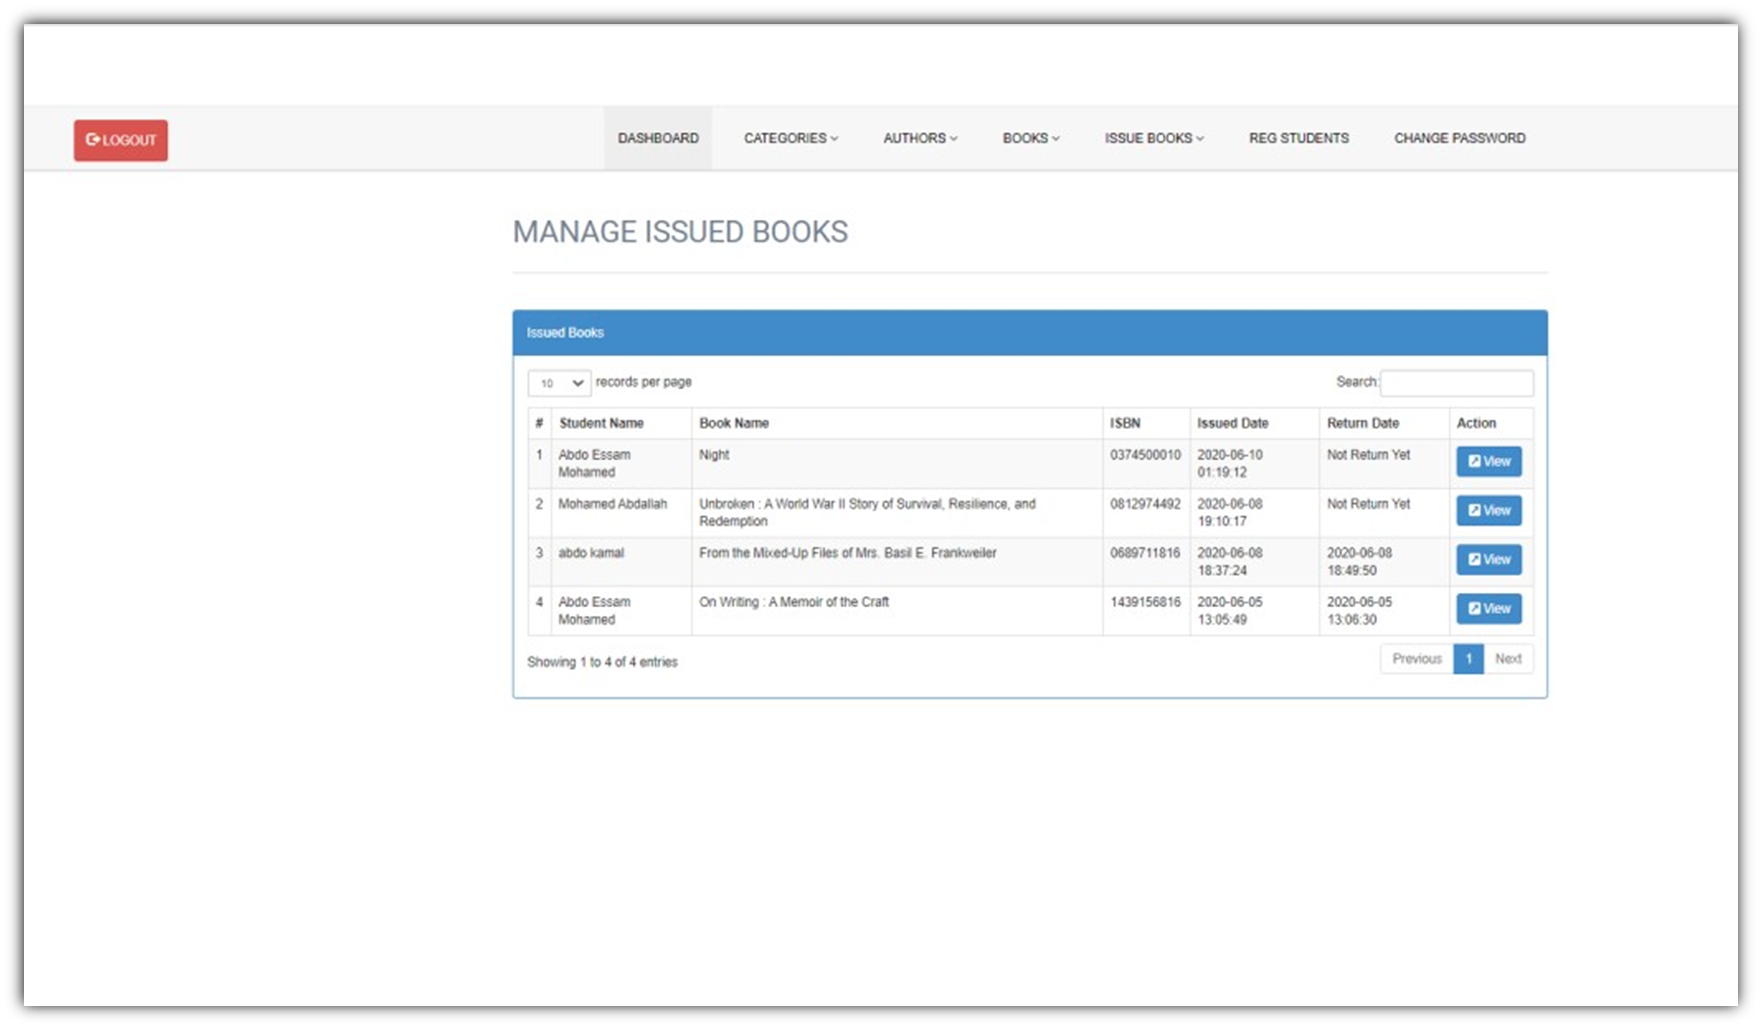 LOGOUT
DASHBOARD CATEGORIES AUTHORS BOOKS ISSUE BOOKS REG STUDENTS CHANGE PASSWORD
MANAGE ISSUED BOOKS
Issued Books
10 records per page Search:
# Student Name Book Name ISBN Issued Date Return Date Action
1 Abdo Essam Night 0374500010 2020-06-10 Not Return Yet View
Mohamed 01:19:12
2 Mohamed Abdallah Unbroken : A World War II Story of Survival, Resilience, and 0812974492 2020-06-08 Not Return Yet View
Redemption 19:10:17
3 abdo kamal From the Mixed-Up Files of Mrs. Basil E. Frankweiler 0689711816 2020-06-08 2020-06-08 View
18:37:24 18:49:50
4 Abdo Essam On Writing : A Memoir of the Craft 1439156816 2020-06-05 2020-06-05 View
Mohamed 13:05:49 13:06:30
Showing 1 to 4 of 4 entries Previous 1 Next